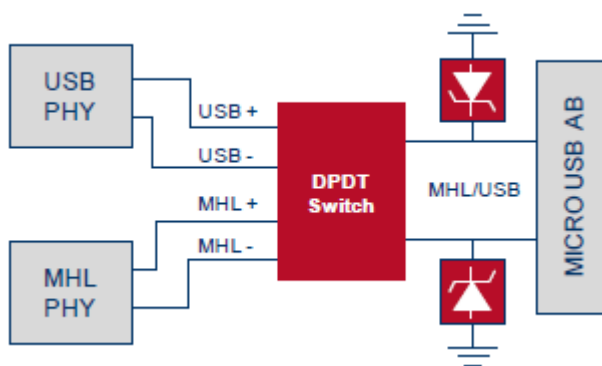 USB
PHY
USB +
USB -
MHL +
MHL -
MHL
PHY
DPDT
Switch
MHL/USB
MICRO USB AB